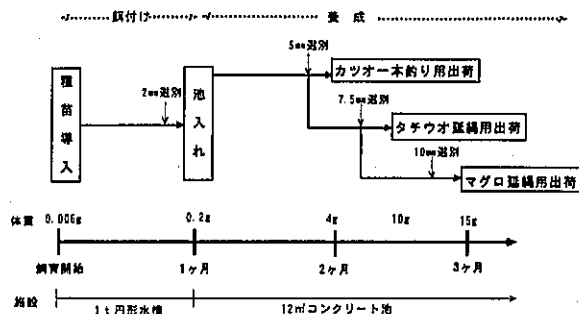 餌付け 養成
5mm選別
カツオ一本釣り用出荷
種苗導入
2mm選別
池入れ
7.5mm選別
タチウオ延縄用出荷
10mm選別
マグロ延縄用出荷
体重 0.006g 0.2g 4g 10g 15g
飼育開始 1ヶ月 2ヶ月 3ヶ月
施設 1t円形水槽 12㎡コンクリート池